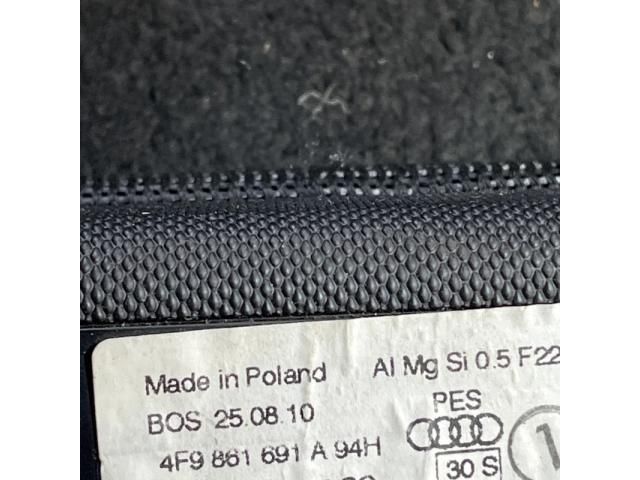 Made in Poland Al Mg Si 0.5 F22
BOS 25.08.10 PES
4F9 861 691 A 94H
30 S
1